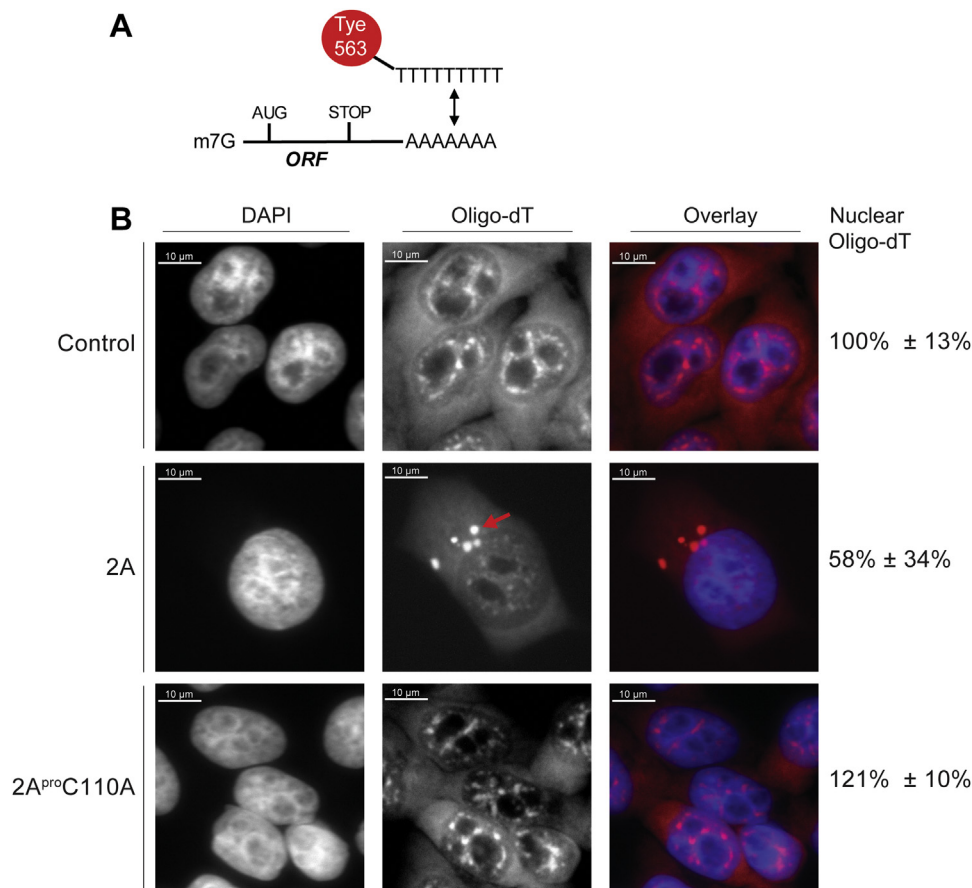 A
Tye
563
TTTTTTTTT
AUG STOP
m7G AAAAAAA
ORF
B
DAPI Oligo-dT Overlay Nuclear
Oligo-dT
Control
10 µm 10 µm 10 µm
100% ± 13%
2A
10 µm 10 µm 10 µm
58% ± 34%
2AproC110A
10 µm 10 µm 10 µm
121% ± 10%